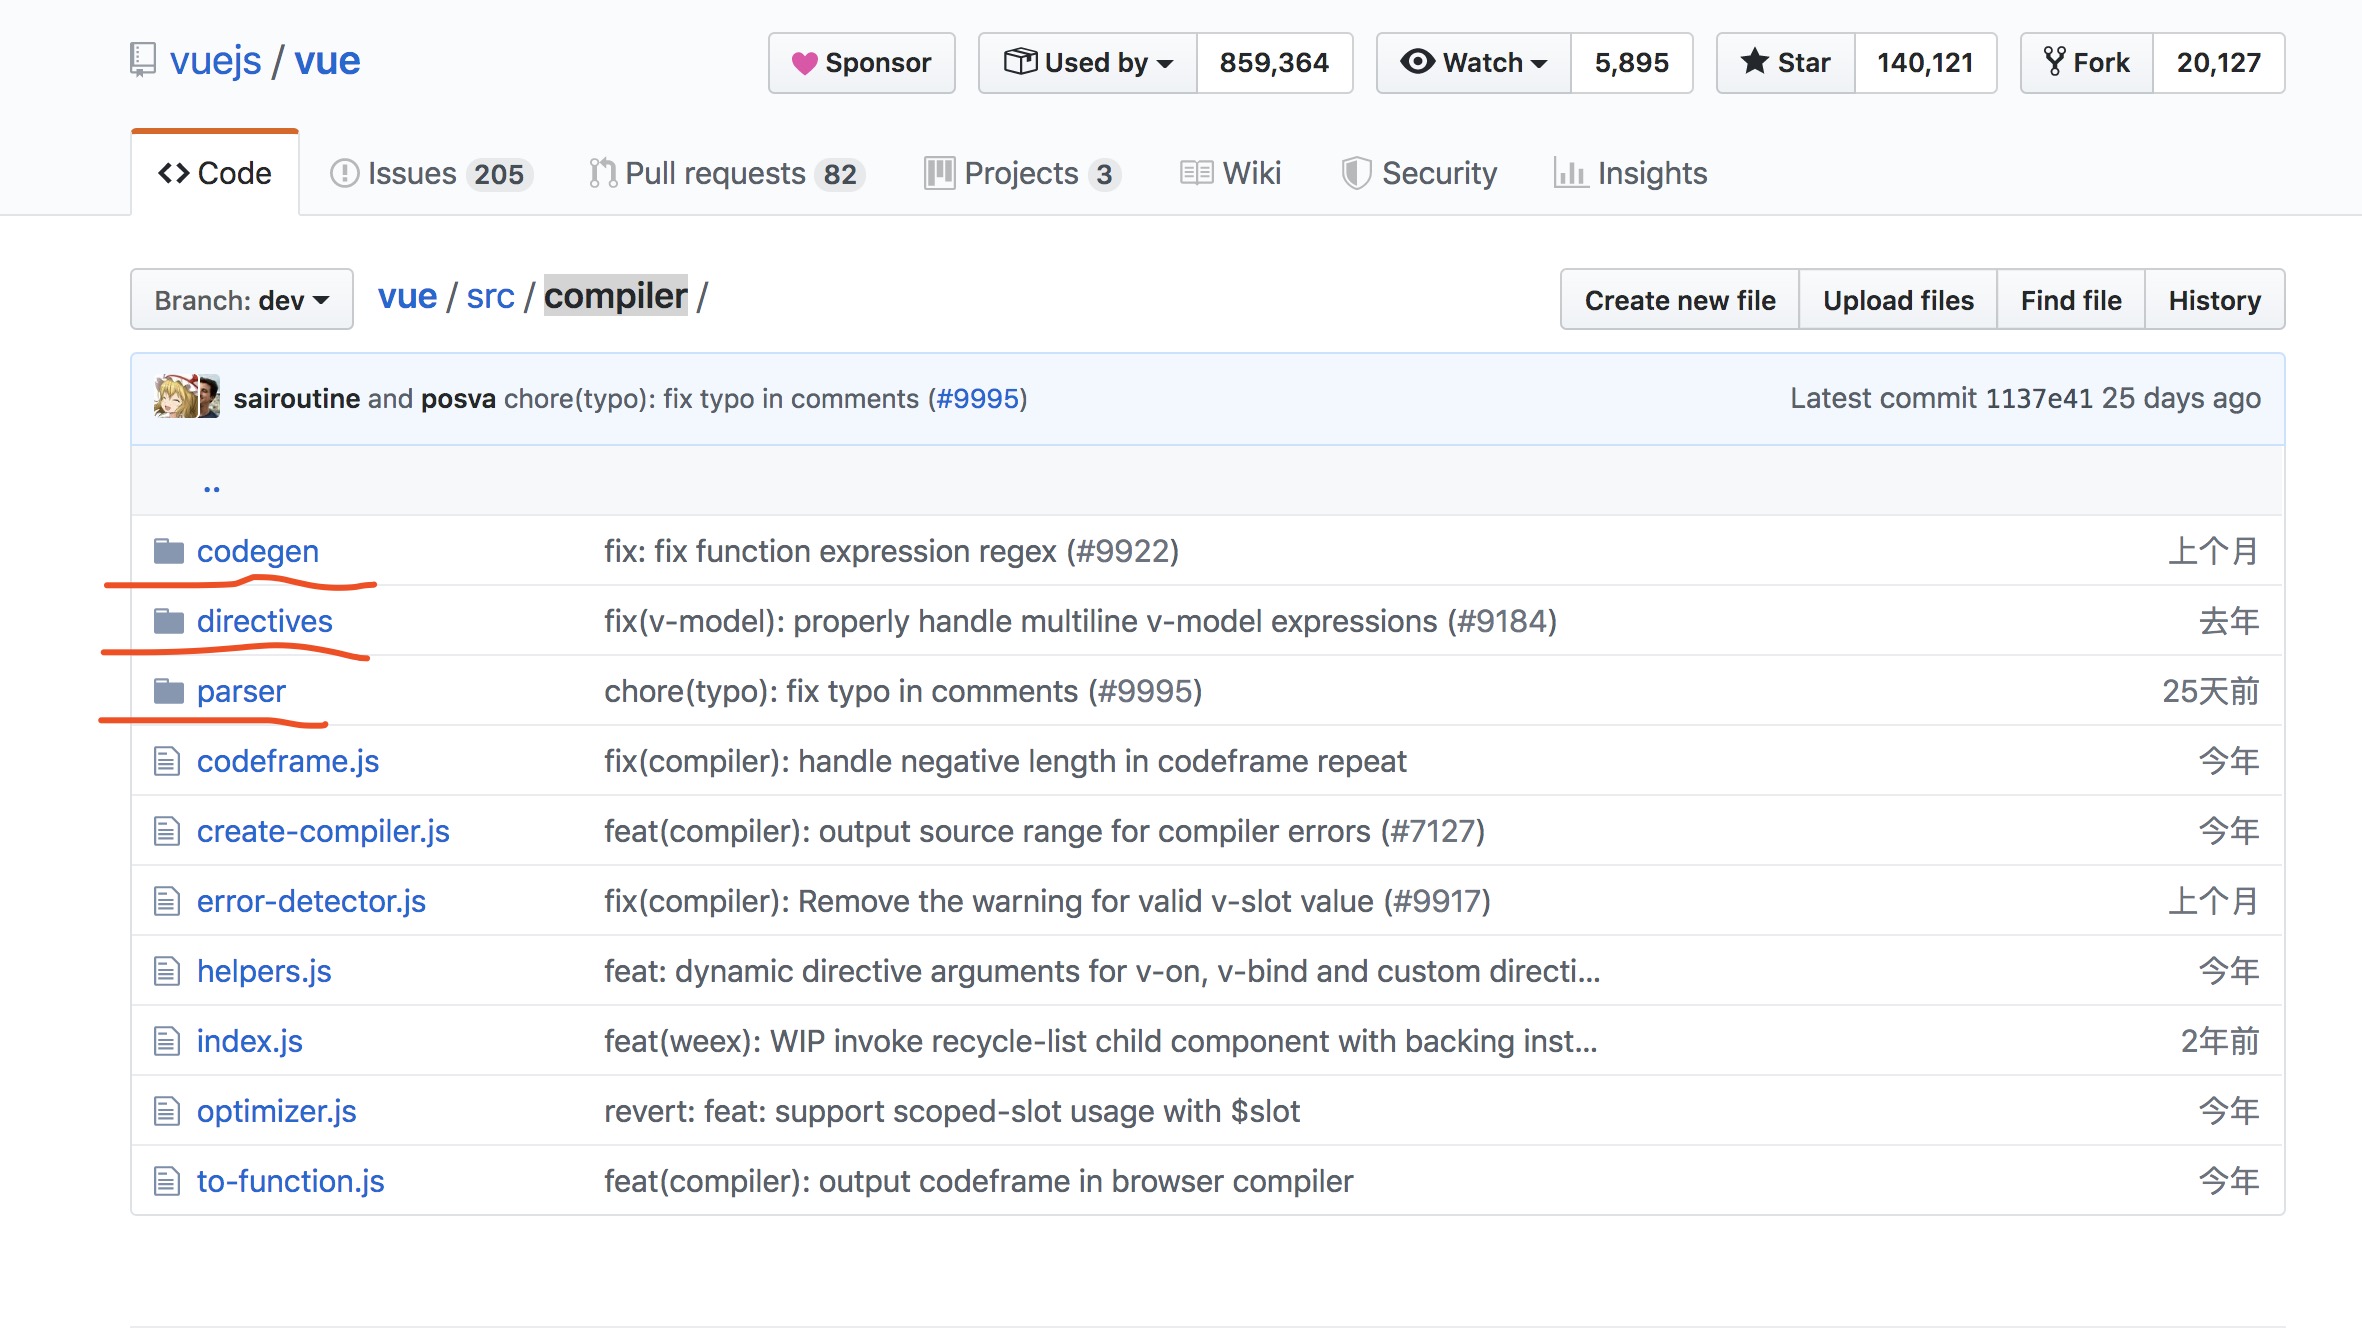 vuejs / vue
Sponsor Used by 859,364 Watch 5,895 Star 140,121 Fork 20,127
Code Issues 205 Pull requests 82 Projects 3 Wiki Security Insights
Branch: dev vue / src / compiler / Create new file Upload files Find file History
sairoutine and posva chore(typo): fix typo in comments (#9995) Latest commit 1137e41 25 days ago
..
codegen fix: fix function expression regex (#9922) 上个月
directives fix(v-model): properly handle multiline v-model expressions (#9184) 去年
parser chore(typo): fix typo in comments (#9995) 25天前
codeframe.js fix(compiler): handle negative length in codeframe repeat 今年
create-compiler.js feat(compiler): output source range for compiler errors (#7127) 今年
error-detector.js fix(compiler): Remove the warning for valid v-slot value (#9917) 上个月
helpers.js feat: dynamic directive arguments for v-on, v-bind and custom directi... 今年
index.js feat(weex): WIP invoke recycle-list child component with backing inst... 2年前
optimizer.js revert: feat: support scoped-slot usage with $slot 今年
to-function.js feat(compiler): output codeframe in browser compiler 今年